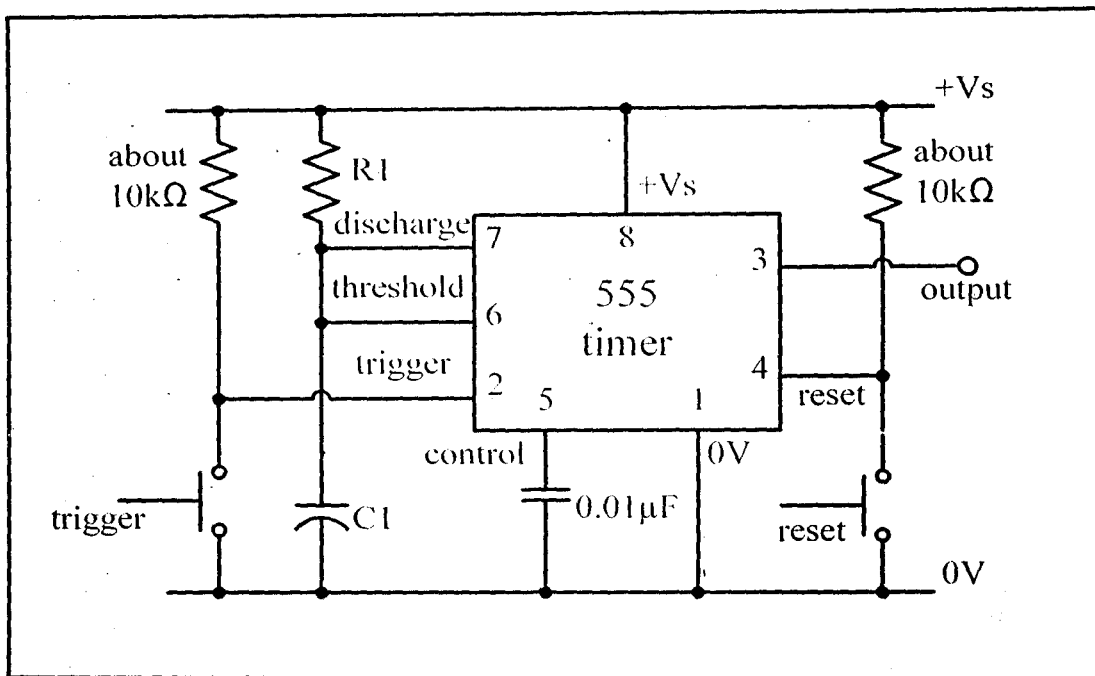 +Vs
about
10kΩ
R1
+Vs
about
10kΩ
discharge
7
8
3
threshold
555
output
6
timer
trigger
4
2
5
1
reset
control
0V
trigger
C1
0.01µF
reset
0V